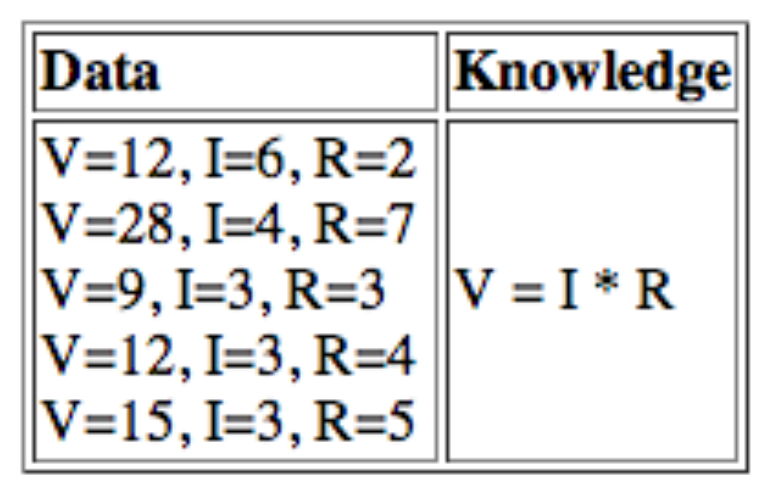 Data
Knowledge
V=12, I=6, R=2
V=28, I=4, R=7
V=9, I=3, R=3
V=12, I=3, R=4
V=15, I=3, R=5
V = I * R